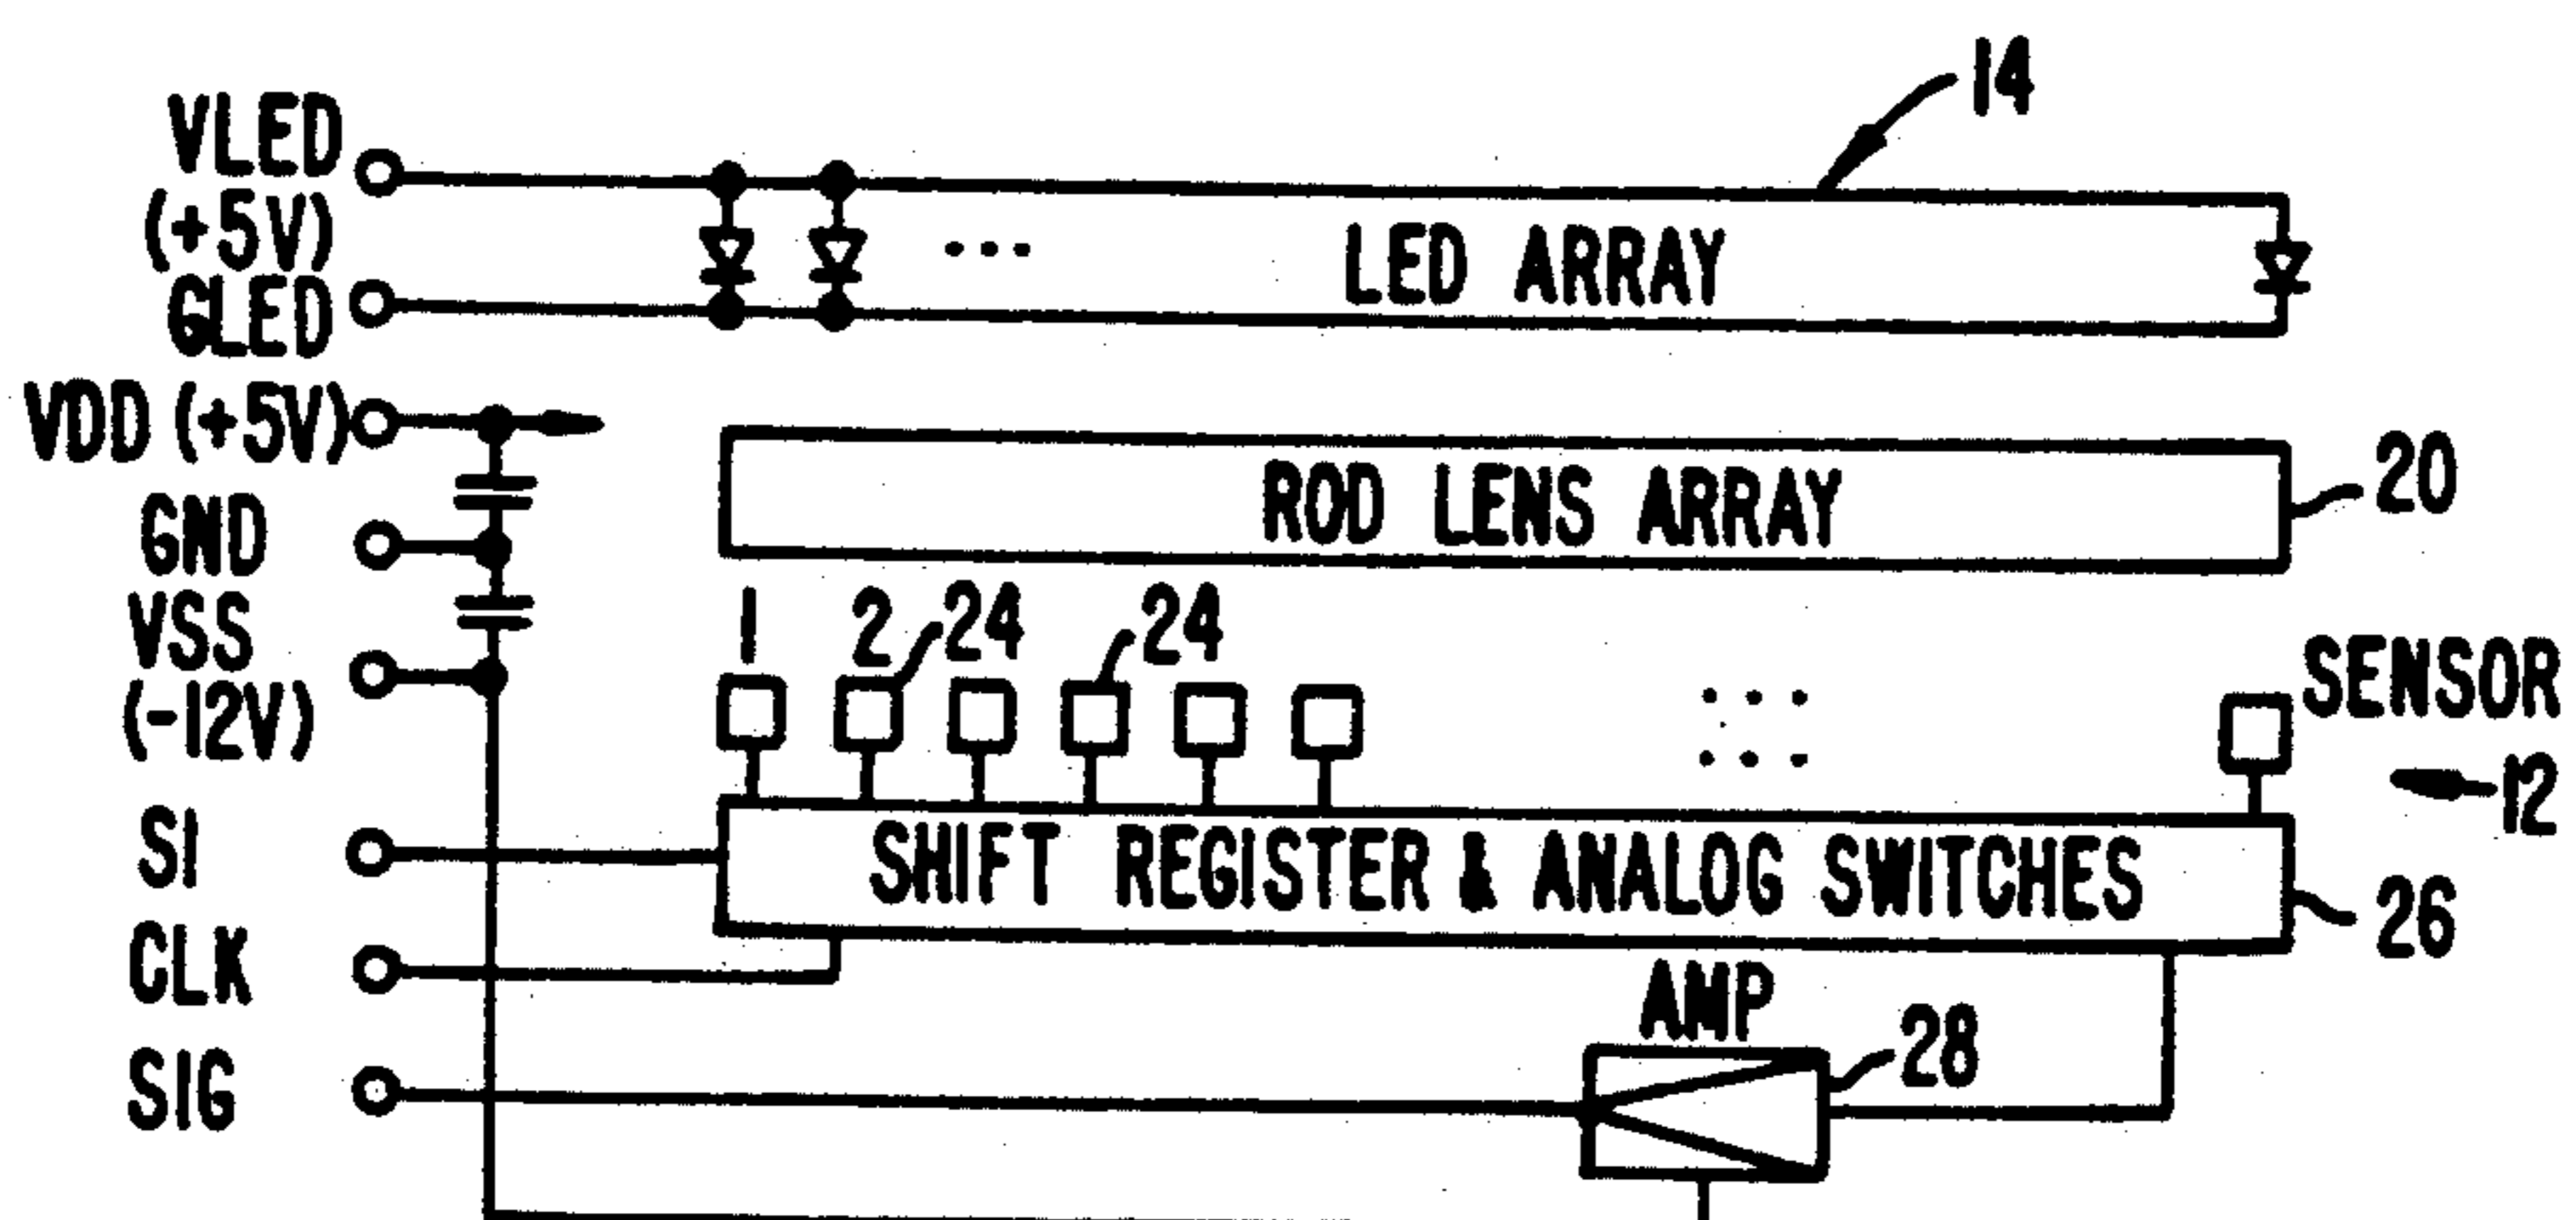 14
VLED
(+5V)
GLED
LED ARRAY
VDD (+5V)
GND
VSS
(-12V)
ROD LENS ARRAY
20
1 2 24 24
SENSOR
12
SI
SHIFT REGISTER & ANALOG SWITCHES
26
CLK
AMP
28
SIG